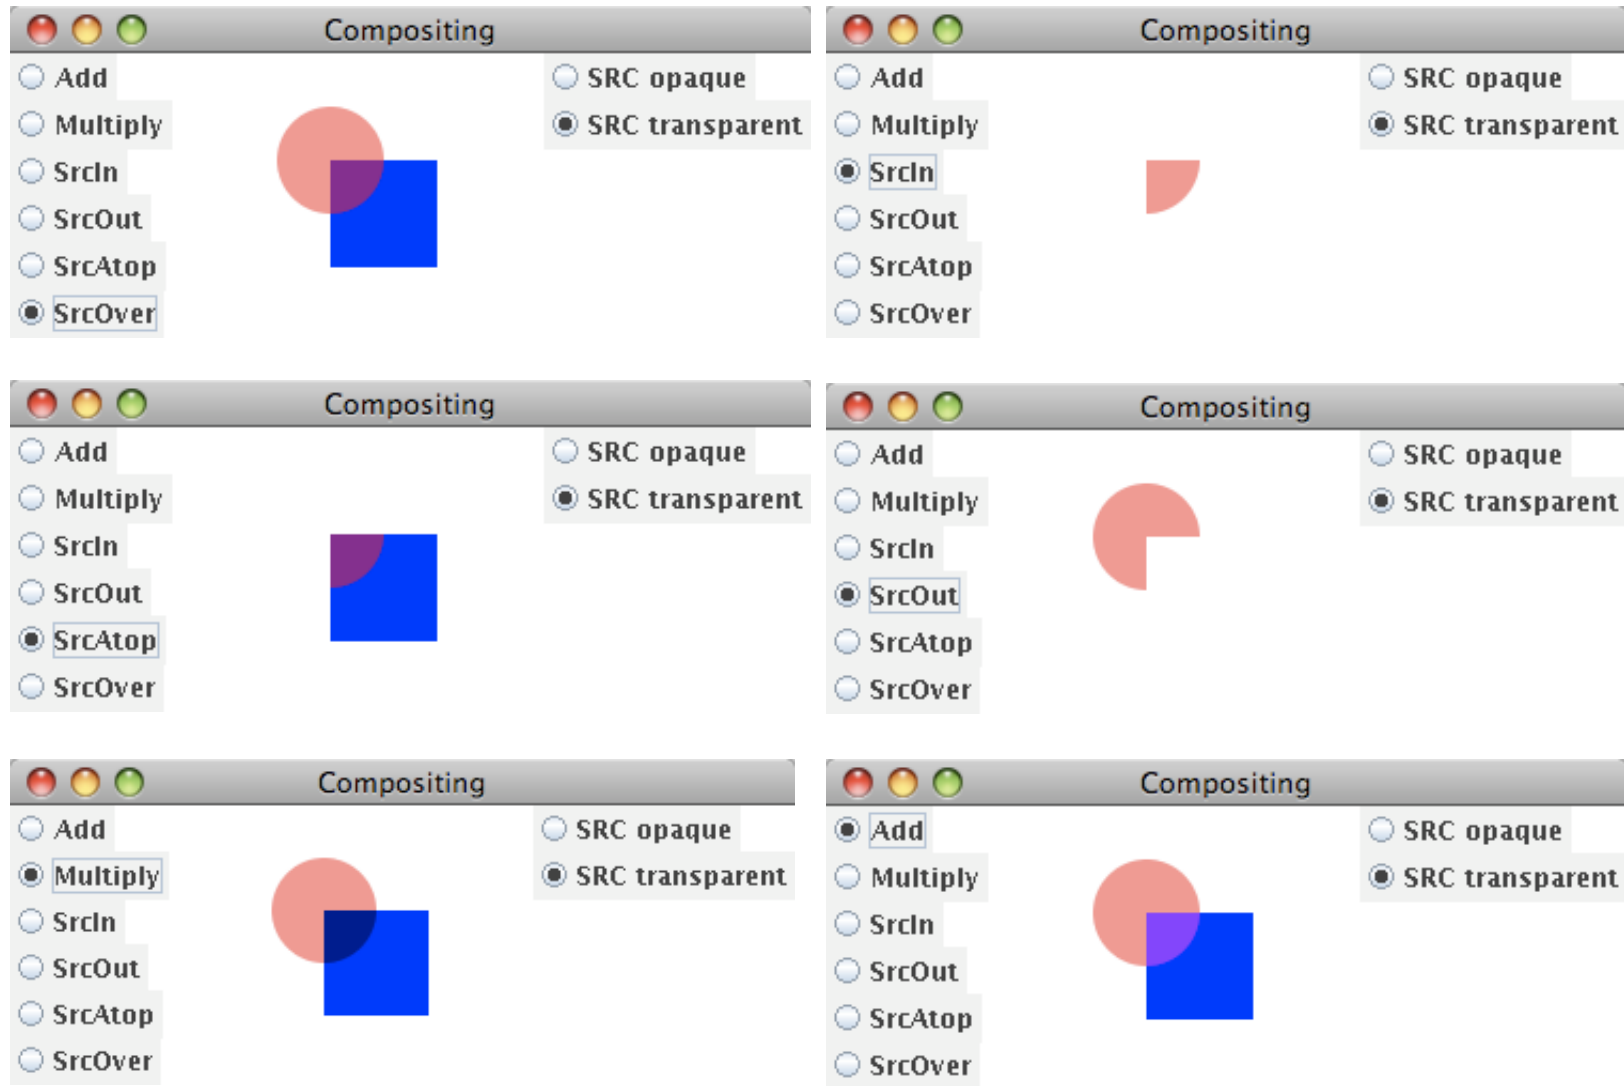 Compositing
Add
Multiply
SrcIn
SrcOut
SrcAtop
SrcOver
SRC opaque
SRC transparent
Compositing
Add
Multiply
SrcIn
SrcOut
SrcAtop
SrcOver
SRC opaque
SRC transparent
Compositing
Add
Multiply
SrcIn
SrcOut
SrcAtop
SrcOver
SRC opaque
SRC transparent
Compositing
Add
Multiply
SrcIn
SrcOut
SrcAtop
SrcOver
SRC opaque
SRC transparent
Compositing
Add
Multiply
SrcIn
SrcOut
SrcAtop
SrcOver
SRC opaque
SRC transparent
Compositing
Add
Multiply
SrcIn
SrcOut
SrcAtop
SrcOver
SRC opaque
SRC transparent